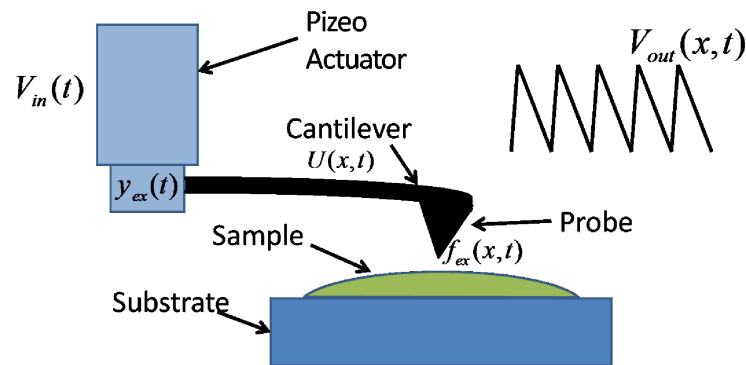 Pizeo
Actuator
V_in(t)
V_out(x,t)
Cantilever
U(x,t)
y_ex(t)
Probe
Sample
f_ex(x,t)
Substrate